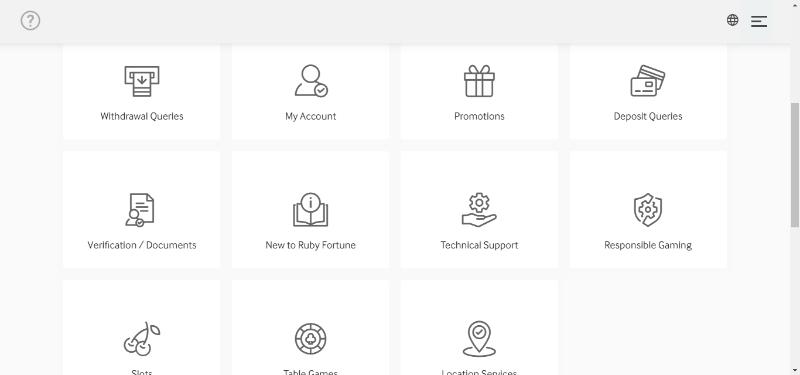 Withdrawal Queries
My Account
Promotions
Deposit Queries
Verification / Documents
New to Ruby Fortune
Technical Support
Responsible Gaming
Slots
Table Games
Location Services